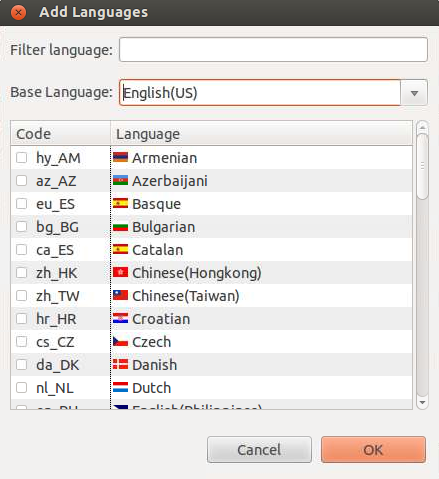 Add Languages
Filter language:
Base Language: English(US)
Code Language
hy_AM Armenian
az_AZ Azerbaijani
eu_ES Basque
bg_BG Bulgarian
ca_ES Catalan
zh_HK Chinese(Hongkong)
zh_TW Chinese(Taiwan)
hr_HR Croatian
cs_CZ Czech
da_DK Danish
nl_NL Dutch
en_PH English(Philippines)
Cancel OK